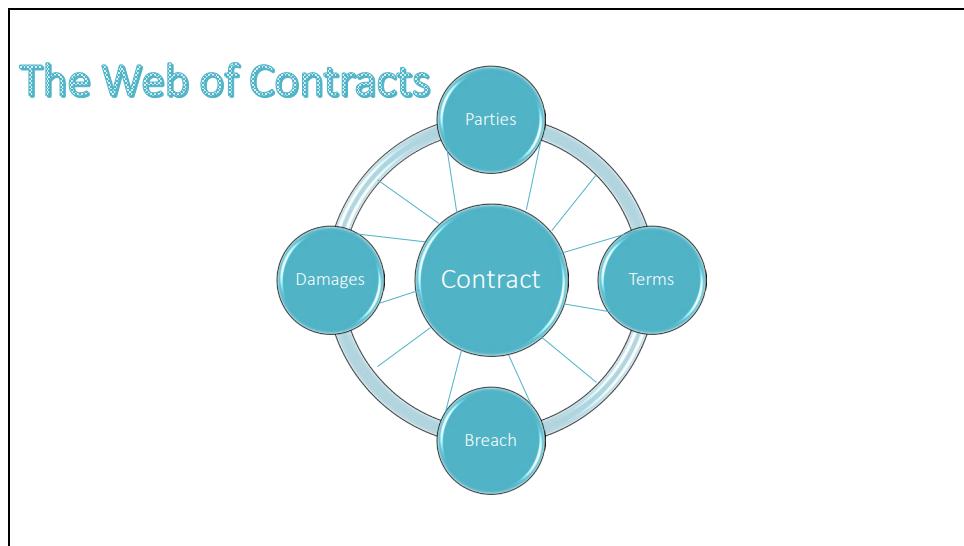 The Web of Contracts
Parties
Damages
Contract
Terms
Breach